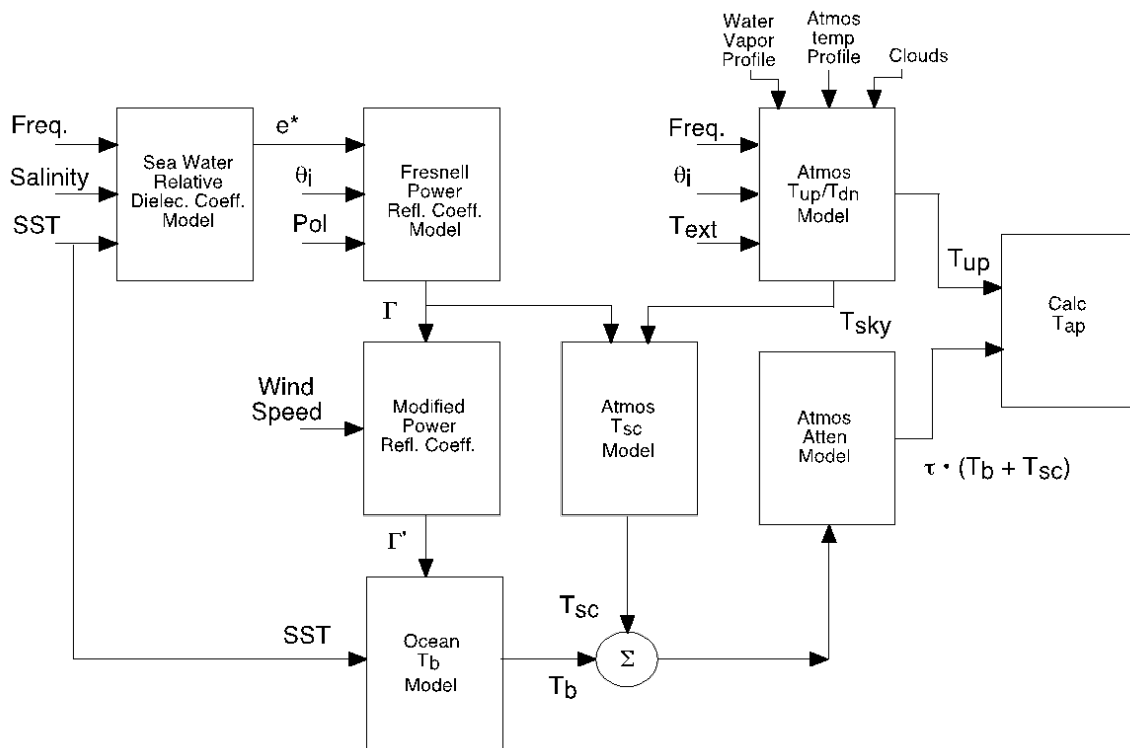 Water
Vapor
Profile
Atmos
temp
Profile
Clouds
Freq.
Salinity
SST
Sea Water
Relative
Dielec. Coeff.
Model
e*
θi
Pol
Fresnell
Power
Refl. Coeff.
Model
Freq.
θi
Text
Atmos
Tup/Tdn
Model
Tup
Calc
Tap
Γ
Tsky
Wind
Speed
Modified
Power
Refl. Coeff.
Atmos
Tsc
Model
Atmos
Atten
Model
τ • (Tb + Tsc)
Γ'
SST
Ocean
Tb
Model
Tb
Tsc
Σ